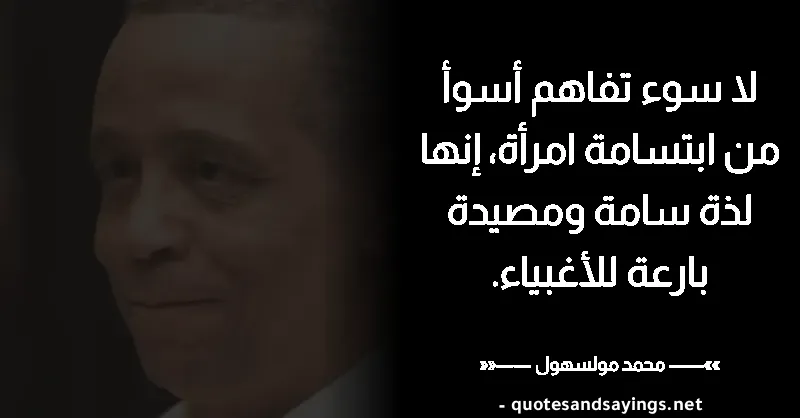 لا سوء تفاهم أسوأ
من ابتسامة امرأة، إنها
لذة سامة ومصيدة
بارعة للأغبياء.
»»—— محمد مولسهول ——««
- quotesandsayings.net